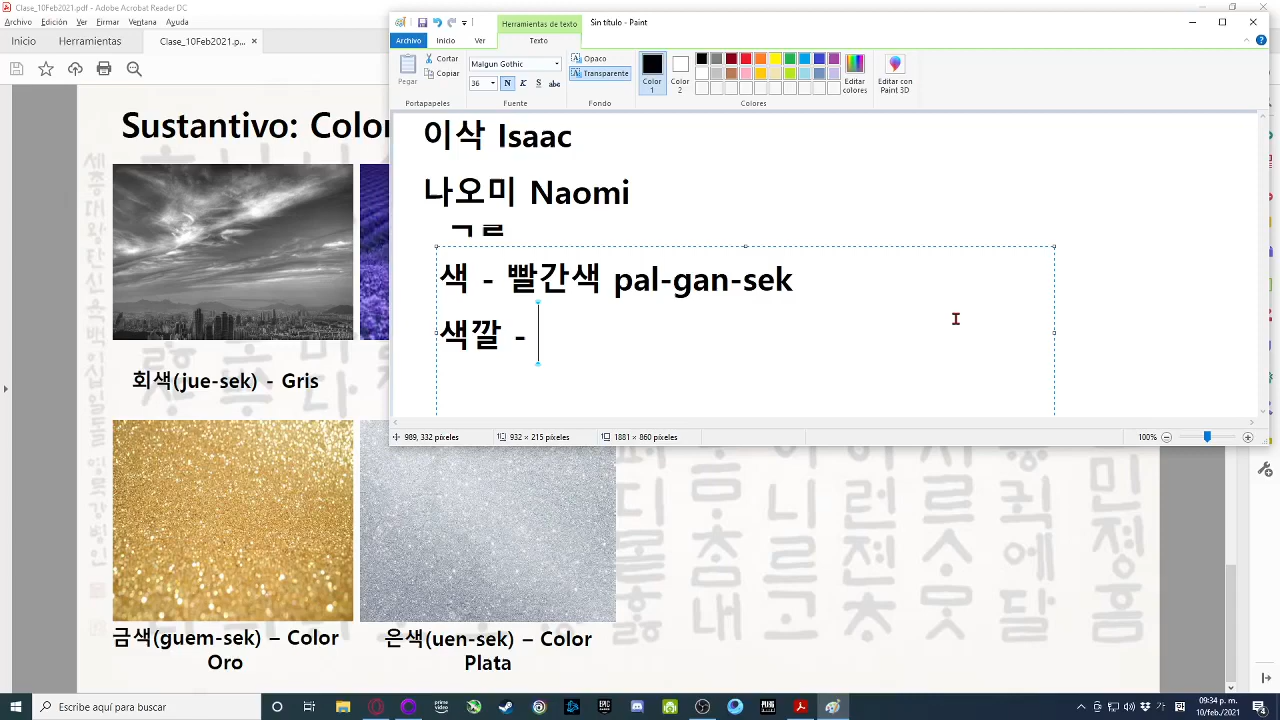 Clase_10Feb2021.pdf - Adobe Acrobat Reader DC
Archivo Edición Ver Firmar Ventana Ayuda
Inicio Herramientas Clase_10Feb2021.p...
Sin título - Paint
Herramientas de texto
Archivo Inicio Ver Texto
Pegar
Cortar
Copiar
Portapapeles
Malgun Gothic
36 N K S abc
Fuente
Opaco
Transparente
Fondo
Color 1
Color 2
Editar colores
Editar con Paint 3D
Colores
이삭 Isaac
나오미 Naomi
ㄱㄹ
색 - 빨간색 pal-gan-sek
색깔 -
989, 332 píxeles 932 × 215 píxeles 1881 × 860 píxeles 100%
Sustantivo: Color
회색(jue-sek) - Gris
금색(guem-sek) – Color
Oro
은색(uen-sek) – Color
Plata
Escribe aquí para buscar
09:34 p. m.
10/feb./2021